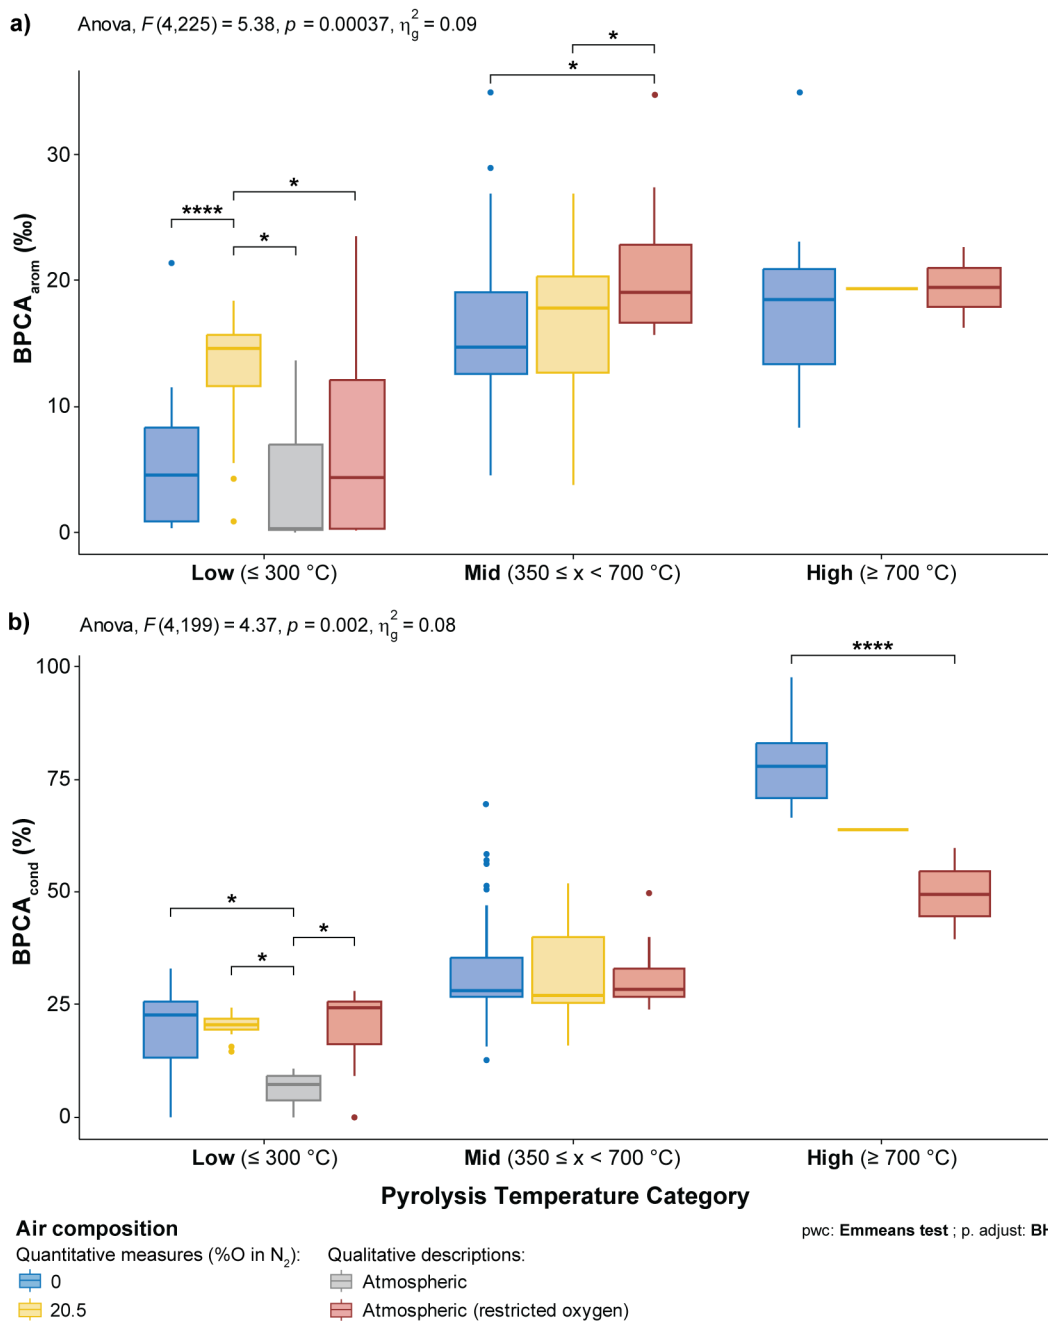 a)
Anova, F(4,225) = 5.38, p = 0.00037, η²g = 0.09
*
*
****
*
*
BPCAarom (‰)
30
20
10
0
Low (≤ 300 °C)
Mid (350 ≤ x < 700 °C)
High (≥ 700 °C)
b)
Anova, F(4,199) = 4.37, p = 0.002, η²g = 0.08
****
*
*
*
BPCAcond (%)
100
75
50
25
0
Low (≤ 300 °C)
Mid (350 ≤ x < 700 °C)
High (≥ 700 °C)
Pyrolysis Temperature Category
Air composition
pwc: Emmeans test ; p. adjust: BH
Quantitative measures (%O in N₂):
0
20.5
Qualitative descriptions:
Atmospheric
Atmospheric (restricted oxygen)